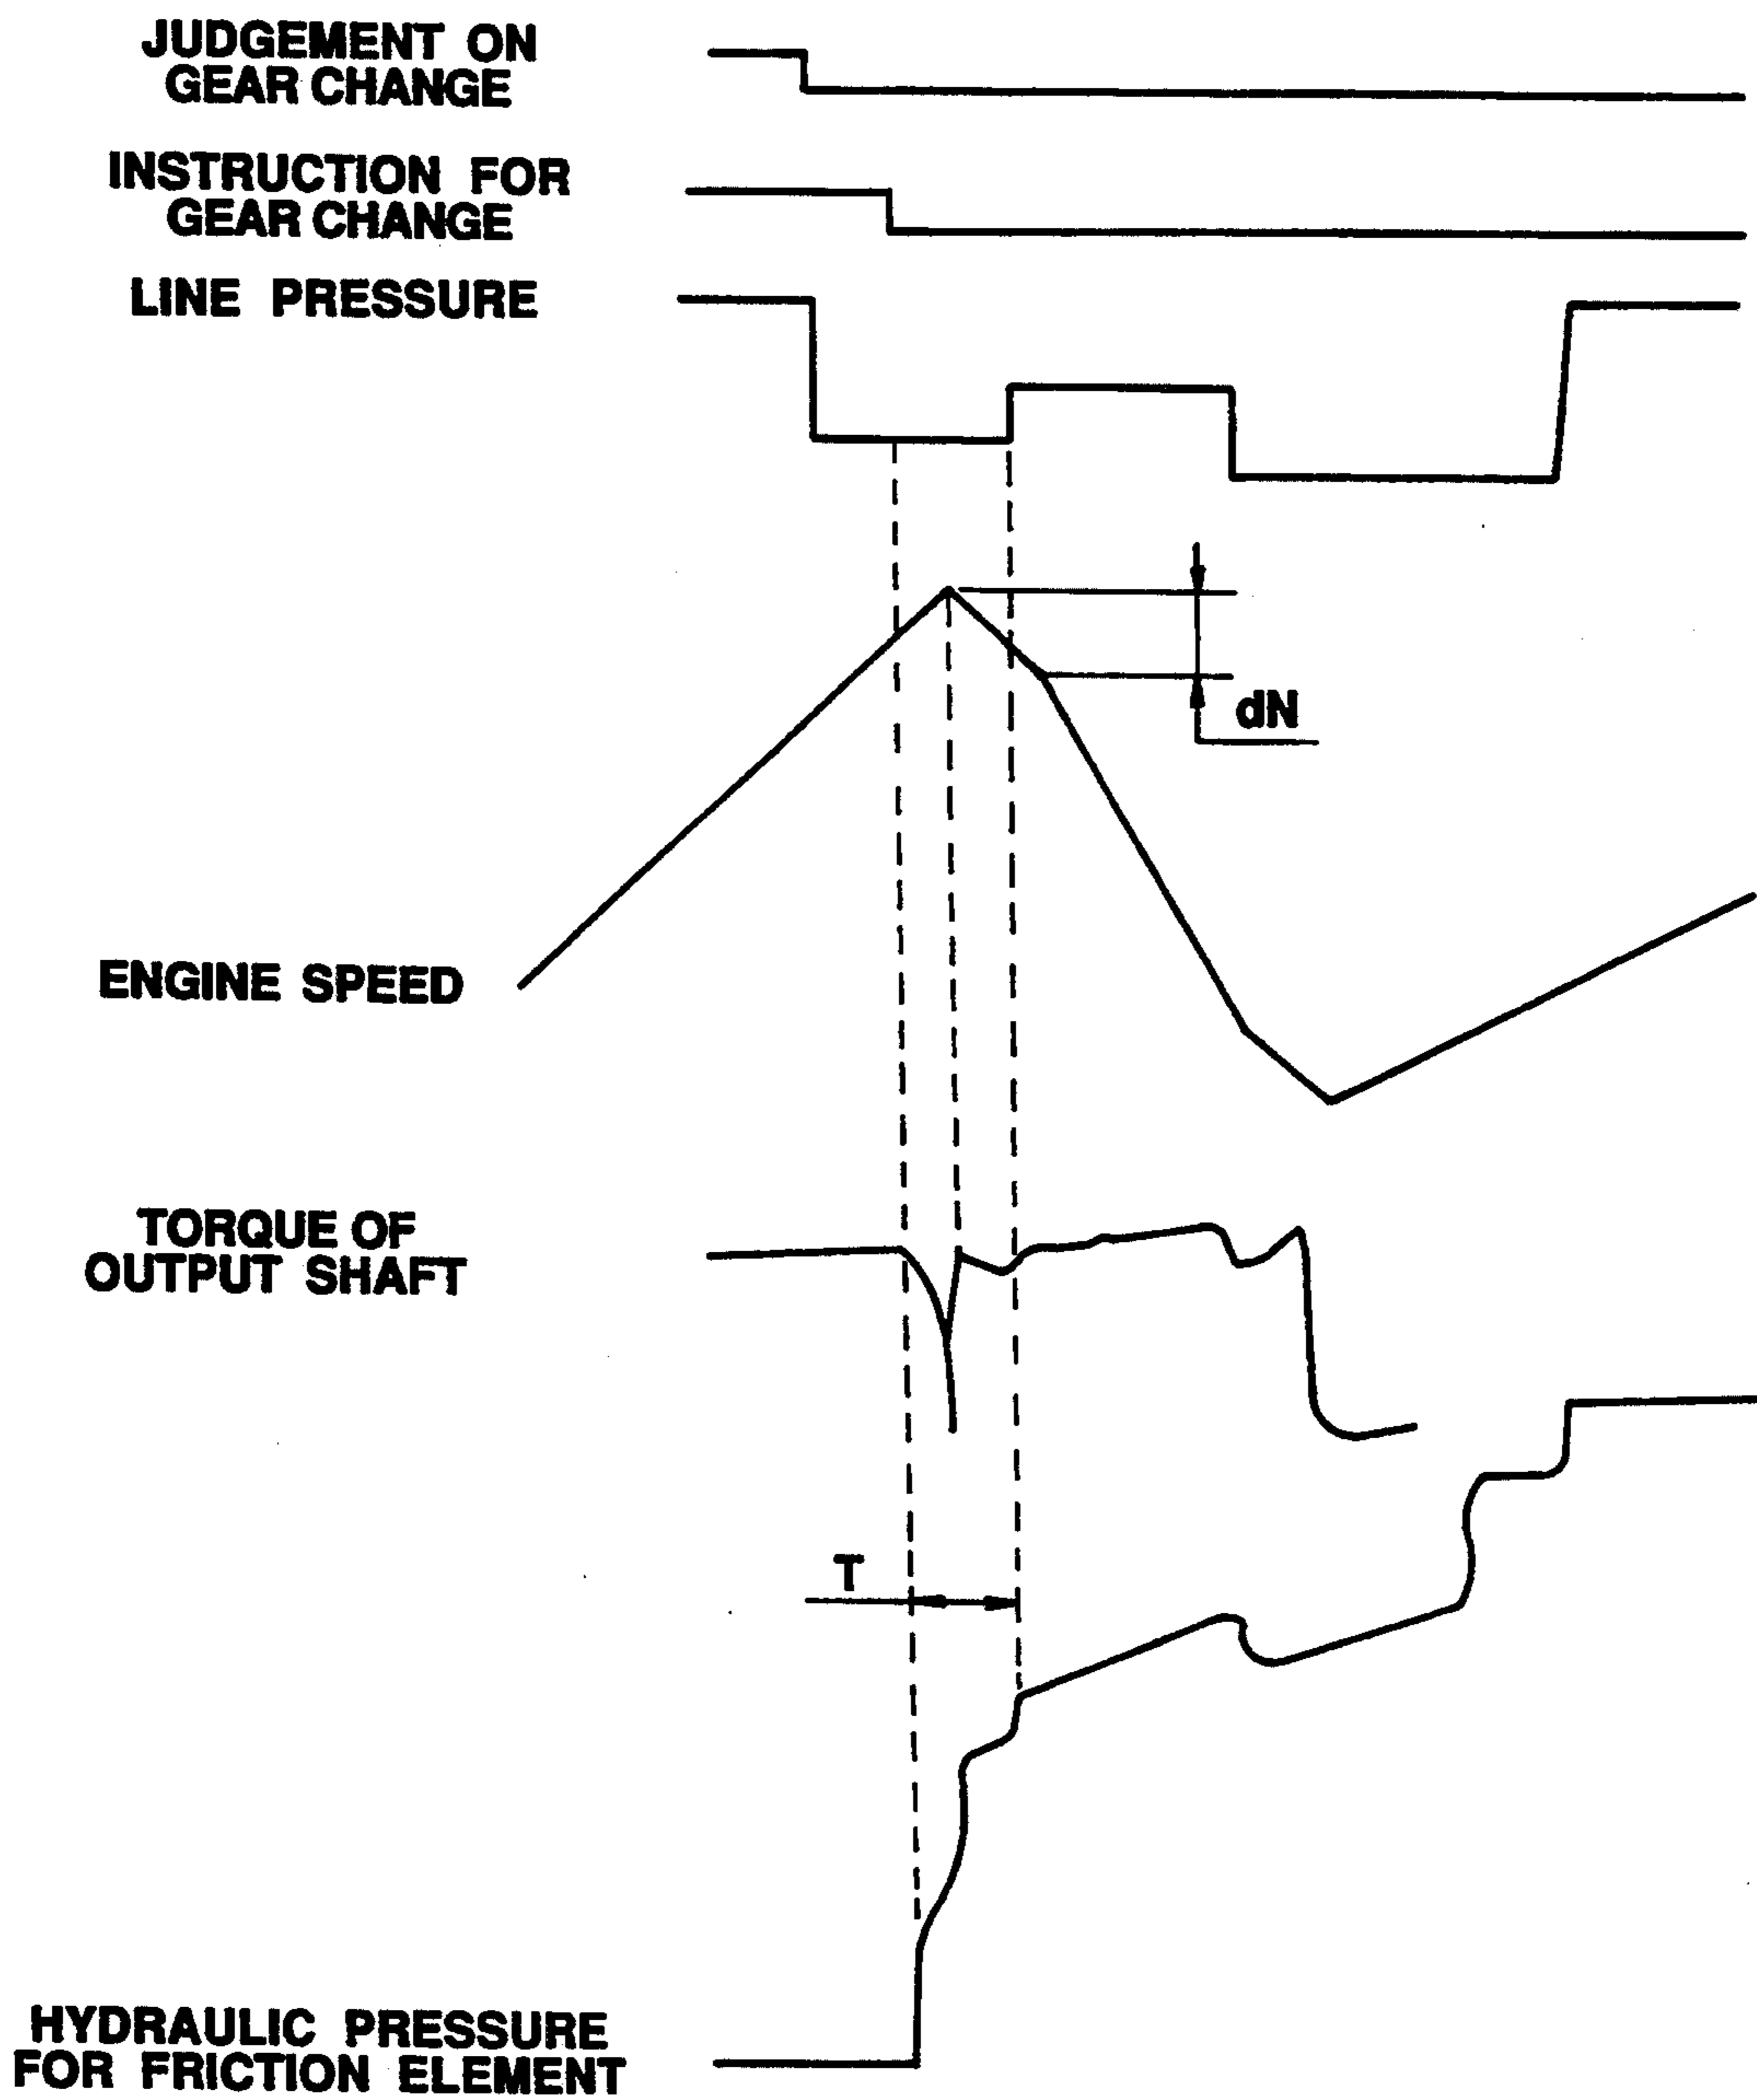 JUDGEMENT ON
GEAR CHANGE
INSTRUCTION FOR
GEAR CHANGE
LINE PRESSURE
dN
ENGINE SPEED
TORQUE OF
OUTPUT SHAFT
T
HYDRAULIC PRESSURE
FOR FRICTION ELEMENT